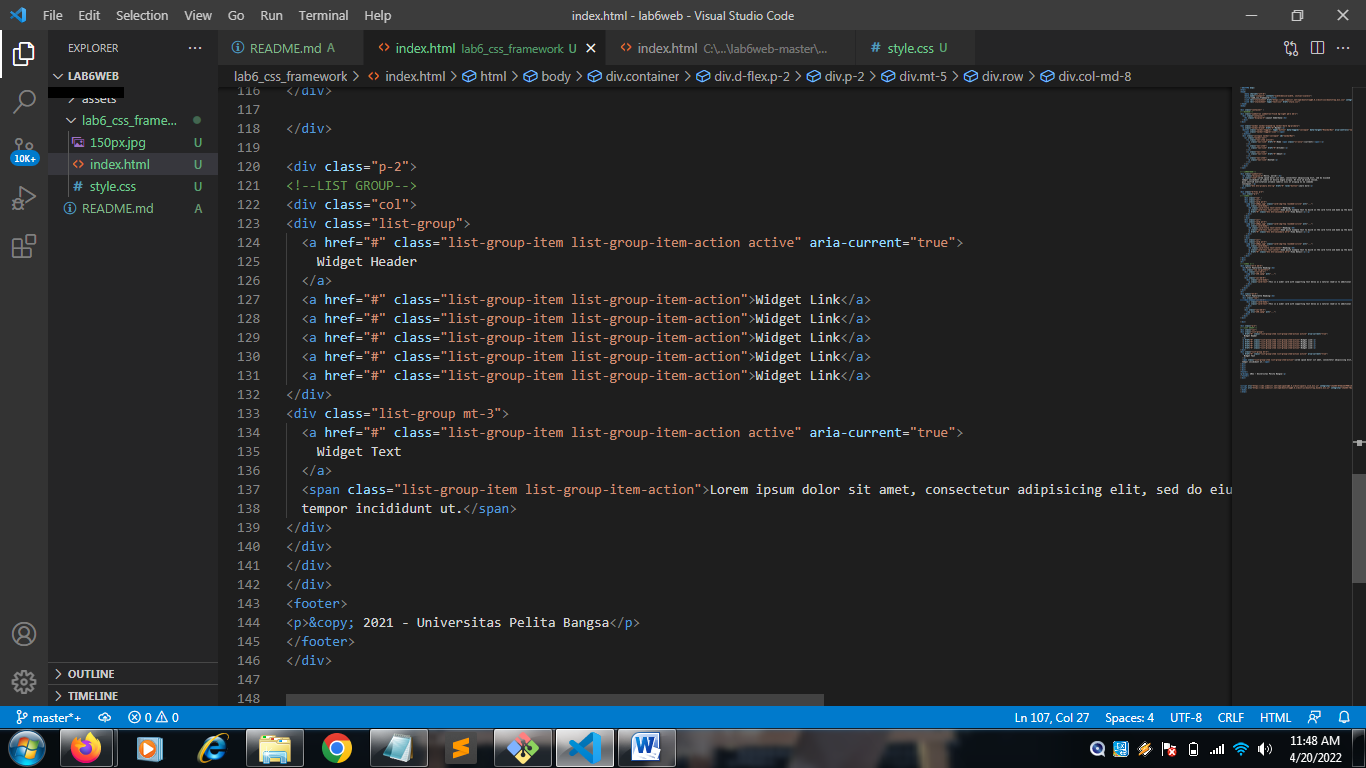 File Edit Selection View Go Run Terminal Help index.html - lab6web - Visual Studio Code
EXPLORER ···
README.md A index.html lab6_css_framework U index.html C:\...\lab6web-master\... style.css U
LAB6WEB
lab6_css_framework > index.html > html > body > div.container > div.d-flex.p-2 > div.p-2 > div.mt-5 > div.row > div.col-md-8
assets
lab6_css_frame...
150px.jpg U
index.html U
style.css U
README.md A
10K+
116 </div>
117
118 </div>
119
120 <div class="p-2">
121 <!--LIST GROUP-->
122 <div class="col">
123 <div class="list-group">
124 <a href="#" class="list-group-item list-group-item-action active" aria-current="true">
125 Widget Header
126 </a>
127 <a href="#" class="list-group-item list-group-item-action">Widget Link</a>
128 <a href="#" class="list-group-item list-group-item-action">Widget Link</a>
129 <a href="#" class="list-group-item list-group-item-action">Widget Link</a>
130 <a href="#" class="list-group-item list-group-item-action">Widget Link</a>
131 <a href="#" class="list-group-item list-group-item-action">Widget Link</a>
132 </div>
133 <div class="list-group mt-3">
134 <a href="#" class="list-group-item list-group-item-action active" aria-current="true">
135 Widget Text
136 </a>
137 <span class="list-group-item list-group-item-action">Lorem ipsum dolor sit amet, consectetur adipisicing elit, sed do eiu
138 tempor incididunt ut.</span>
139 </div>
140 </div>
141 </div>
142 </div>
143 <footer>
144 <p>&copy; 2021 - Universitas Pelita Bangsa</p>
145 </footer>
146 </div>
147
148
OUTLINE
TIMELINE
master*+ 0 0 Ln 107, Col 27 Spaces: 4 UTF-8 CRLF HTML
11:48 AM
4/20/2022